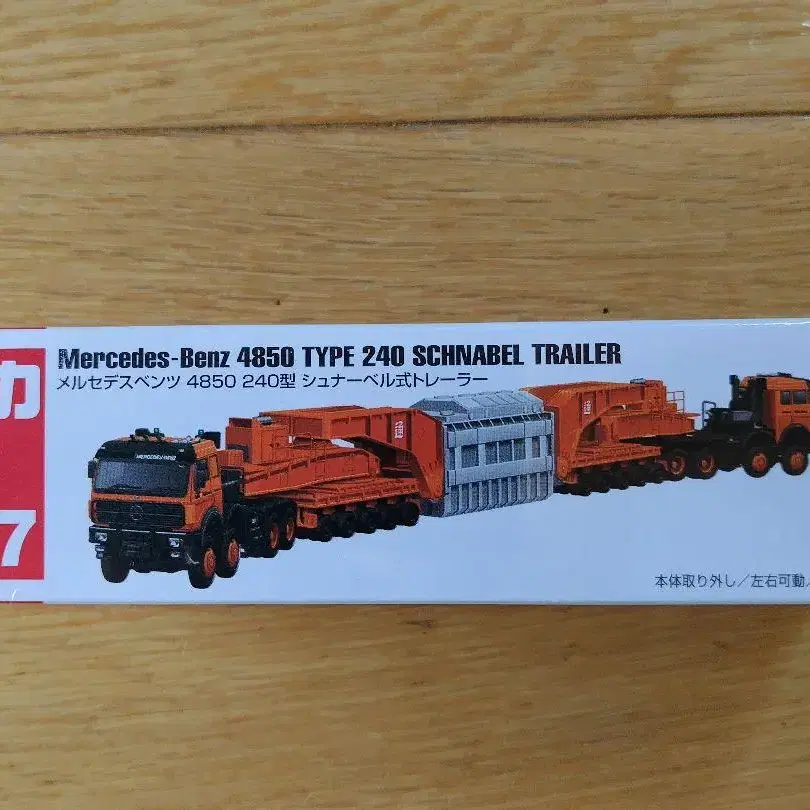 カ
7
Mercedes-Benz 4850 TYPE 240 SCHNABEL TRAILER
メルセデスベンツ 4850 240型 シュナーベル式トレーラー
MERCEDES-BENZ
本体取り外し/左右可動